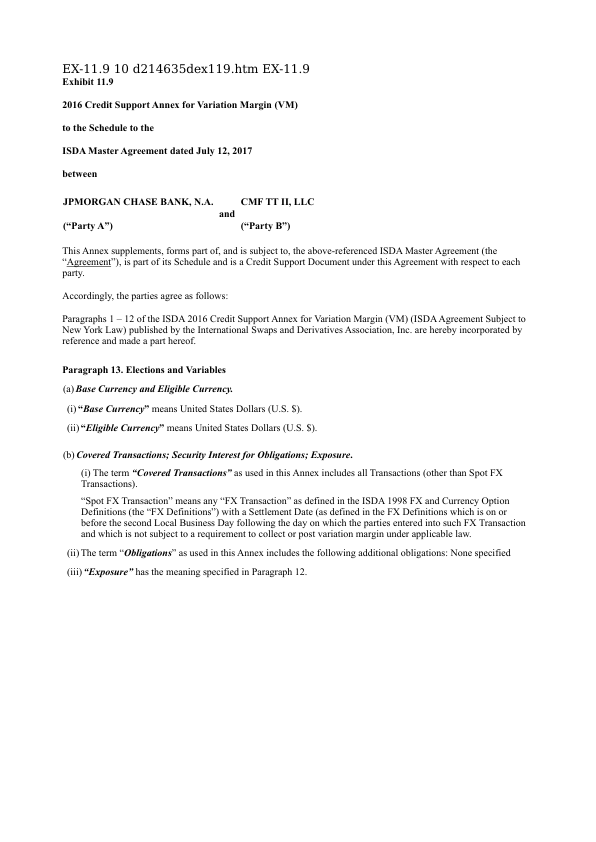 EX-11.9 10 d214635dex119.htm EX-11.9
Exhibit 11.9
2016 Credit Support Annex for Variation Margin (VM)
to the Schedule to the
ISDA Master Agreement dated July 12, 2017
between
JPMORGAN CHASE BANK, N.A. CMF TT II, LLC
and
(“Party A”) (“Party B”)
This Annex supplements, forms part of, and is subject to, the above-referenced ISDA Master Agreement (the
“Agreement”), is part of its Schedule and is a Credit Support Document under this Agreement with respect to each
party.
Accordingly, the parties agree as follows:
Paragraphs 1 – 12 of the ISDA 2016 Credit Support Annex for Variation Margin (VM) (ISDA Agreement Subject to
New York Law) published by the International Swaps and Derivatives Association, Inc. are hereby incorporated by
reference and made a part hereof.
Paragraph 13. Elections and Variables
(a) Base Currency and Eligible Currency.
(i) “Base Currency” means United States Dollars (U.S. $).
(ii) “Eligible Currency” means United States Dollars (U.S. $).
(b) Covered Transactions; Security Interest for Obligations; Exposure.
(i) The term “Covered Transactions” as used in this Annex includes all Transactions (other than Spot FX
Transactions).
“Spot FX Transaction” means any “FX Transaction” as defined in the ISDA 1998 FX and Currency Option
Definitions (the “FX Definitions”) with a Settlement Date (as defined in the FX Definitions which is on or
before the second Local Business Day following the day on which the parties entered into such FX Transaction
and which is not subject to a requirement to collect or post variation margin under applicable law.
(ii) The term “Obligations” as used in this Annex includes the following additional obligations: None specified
(iii) “Exposure” has the meaning specified in Paragraph 12.